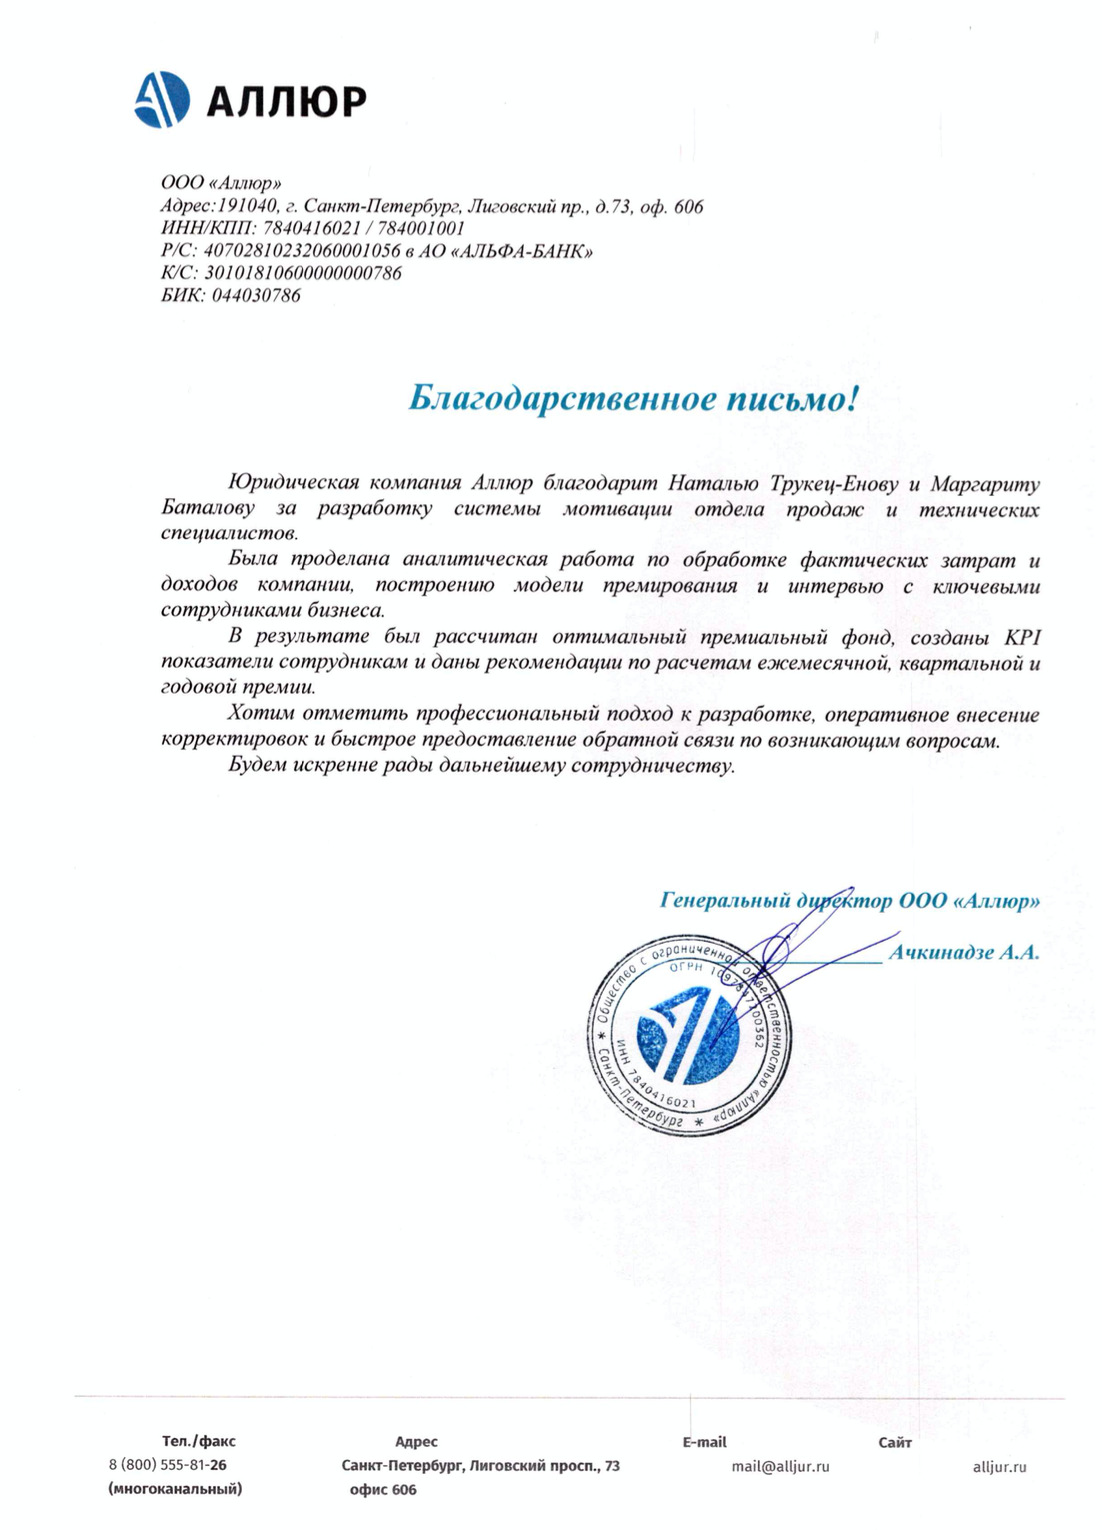 АЛЛЮР
ООО «Аллюр»
Адрес:191040, г. Санкт-Петербург, Лиговский пр., д.73, оф. 606
ИНН/КПП: 7840416021 / 784001001
Р/С: 40702810232060001056 в АО «АЛЬФА-БАНК»
К/С: 30101810600000000786
БИК: 044030786
Благодарственное письмо!
Юридическая компания Аллюр благодарит Наталью Трукец-Енову и Маргариту
Баталову за разработку системы мотивации отдела продаж и технических
специалистов.
Была проделана аналитическая работа по обработке фактических затрат и
доходов компании, построению модели премирования и интервью с ключевыми
сотрудниками бизнеса.
В результате был рассчитан оптимальный премиальный фонд, созданы KPI
показатели сотрудникам и даны рекомендации по расчетам ежемесячной, квартальной и
годовой премии.
Хотим отметить профессиональный подход к разработке, оперативное внесение
корректировок и быстрое предоставление обратной связи по возникающим вопросам.
Будем искренне рады дальнейшему сотрудничеству.
Генеральный директор ООО «Аллюр»
Ачкинадзе А.А.
Общество с ограниченной ответственностью «Аллюр»
* Санкт-Петербург *
ОГРН 1097847200362
ИНН 7840416021
Тел./факс Адрес E-mail Сайт
8 (800) 555-81-26 Санкт-Петербург, Лиговский просп., 73 mail@alljur.ru alljur.ru
(многоканальный) офис 606